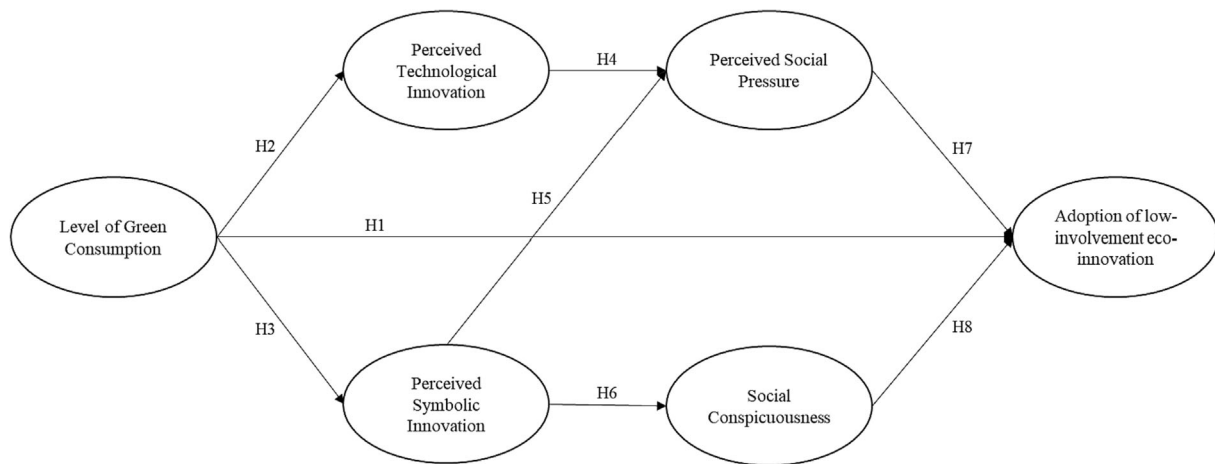 Perceived
Technological
Innovation
H4
Perceived Social
Pressure
H2
H7
H5
Level of Green
Consumption
H1
Adoption of low-
involvement eco-
innovation
H3
H8
Perceived
Symbolic
Innovation
H6
Social
Conspicuousness